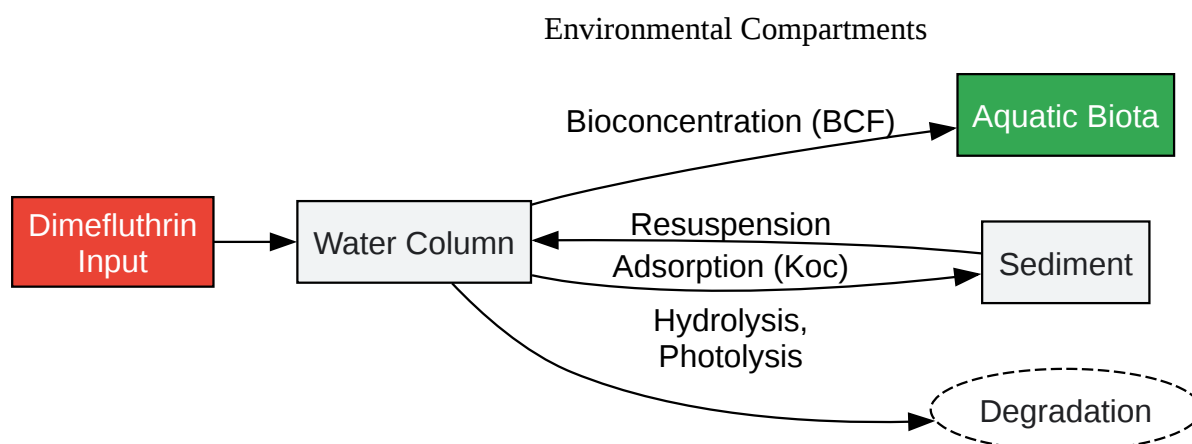 Environmental Compartments
Bioconcentration (BCF)
Aquatic Biota
Dimefluthrin
Input
Water Column
Resuspension
Adsorption (Koc)
Sediment
Hydrolysis,
Photolysis
Degradation